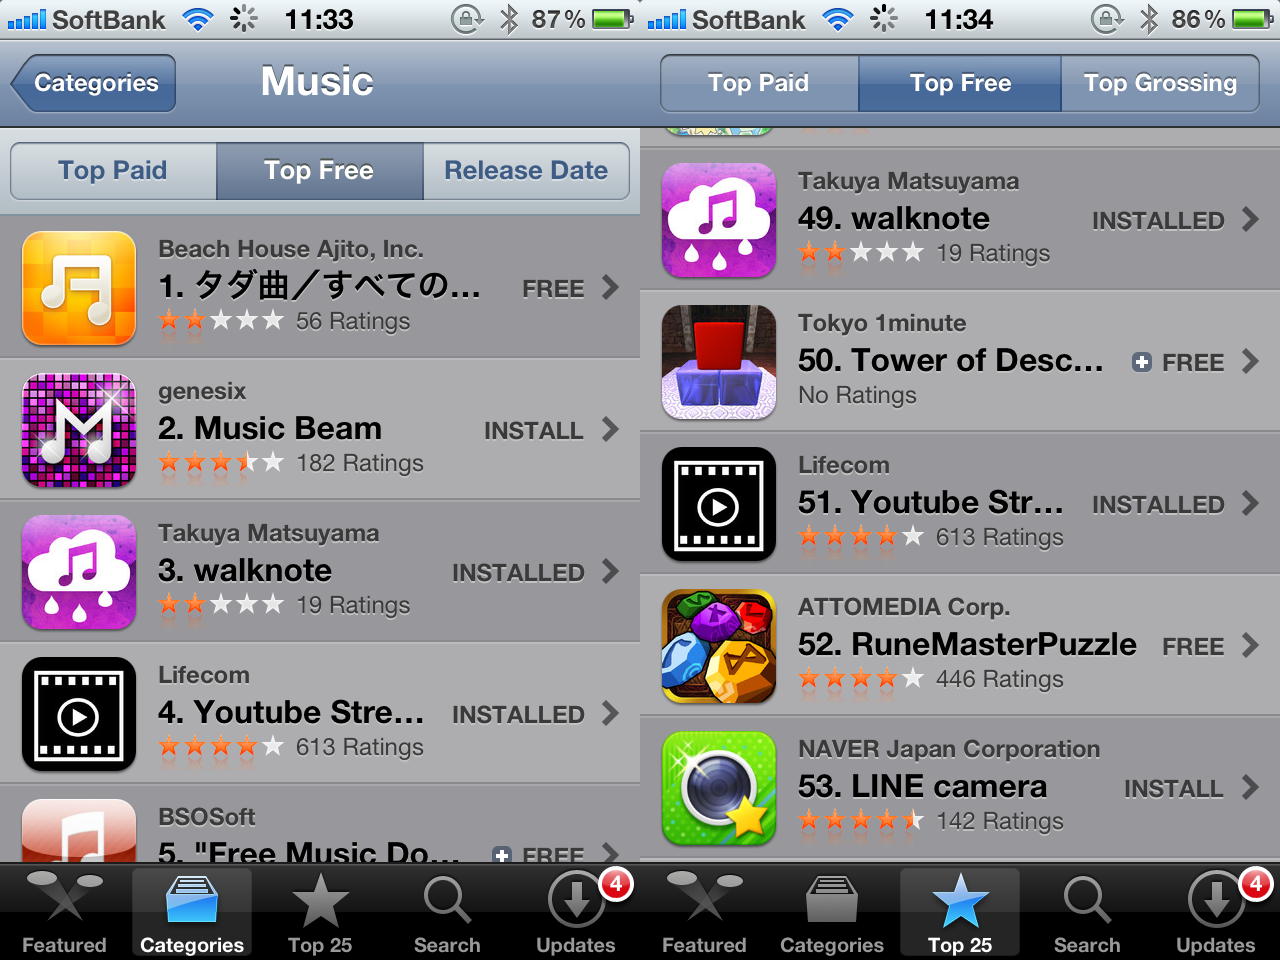 SoftBank 11:33 87%
Categories Music
Top Paid Top Free Release Date
Beach House Ajito, Inc.
1. タダ曲／すべての... FREE
56 Ratings
genesix
2. Music Beam INSTALL
182 Ratings
Takuya Matsuyama
3. walknote INSTALLED
19 Ratings
Lifecom
4. Youtube Stre... INSTALLED
613 Ratings
BSOSoft
5. "Free Music Do... FREE
Featured Categories Top 25 Search Updates 4
SoftBank 11:34 86%
Top Paid Top Free Top Grossing
Takuya Matsuyama
49. walknote INSTALLED
19 Ratings
Tokyo 1minute
50. Tower of Desc... FREE
No Ratings
Lifecom
51. Youtube Str... INSTALLED
613 Ratings
ATTOMEDIA Corp.
52. RuneMasterPuzzle FREE
446 Ratings
NAVER Japan Corporation
53. LINE camera INSTALL
142 Ratings
Featured Categories Top 25 Search Updates 4